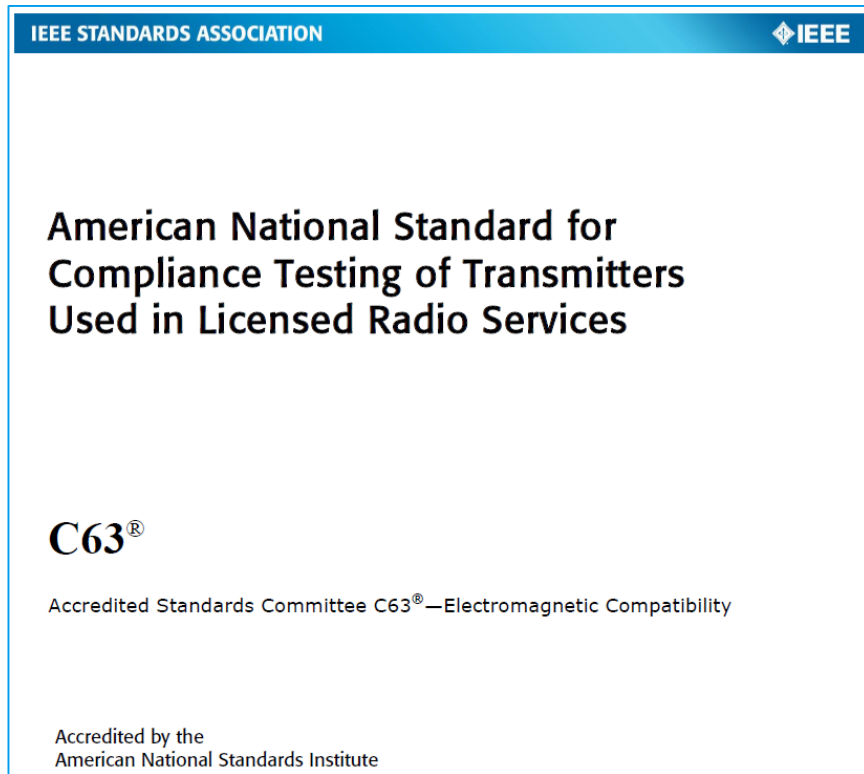 IEEE STANDARDS ASSOCIATION
IEEE
American National Standard for
Compliance Testing of Transmitters
Used in Licensed Radio Services
C63®
Accredited Standards Committee C63®—Electromagnetic Compatibility
Accredited by the
American National Standards Institute